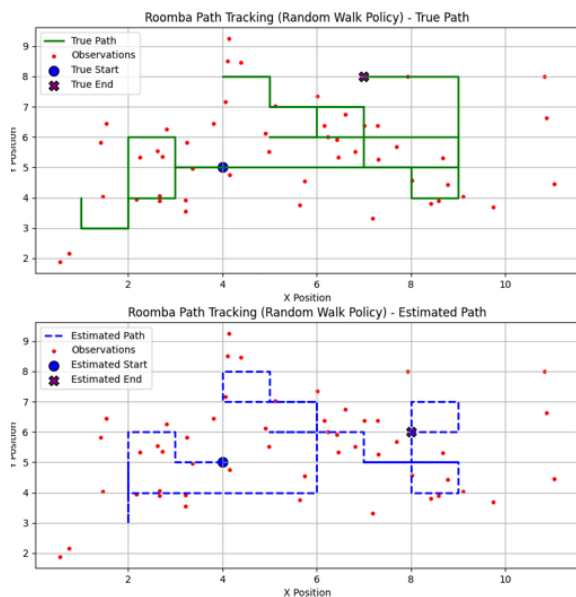 Roomba Path Tracking (Random Walk Policy) - True Path
True Path
Observations
True Start
True End
9
8
7
6
5
4
3
2
Position
2 4 6 8 10
X Position
Roomba Path Tracking (Random Walk Policy) - Estimated Path
Estimated Path
Observations
Estimated Start
Estimated End
9
8
7
6
5
4
3
2
Position
2 4 6 8 10
X Position